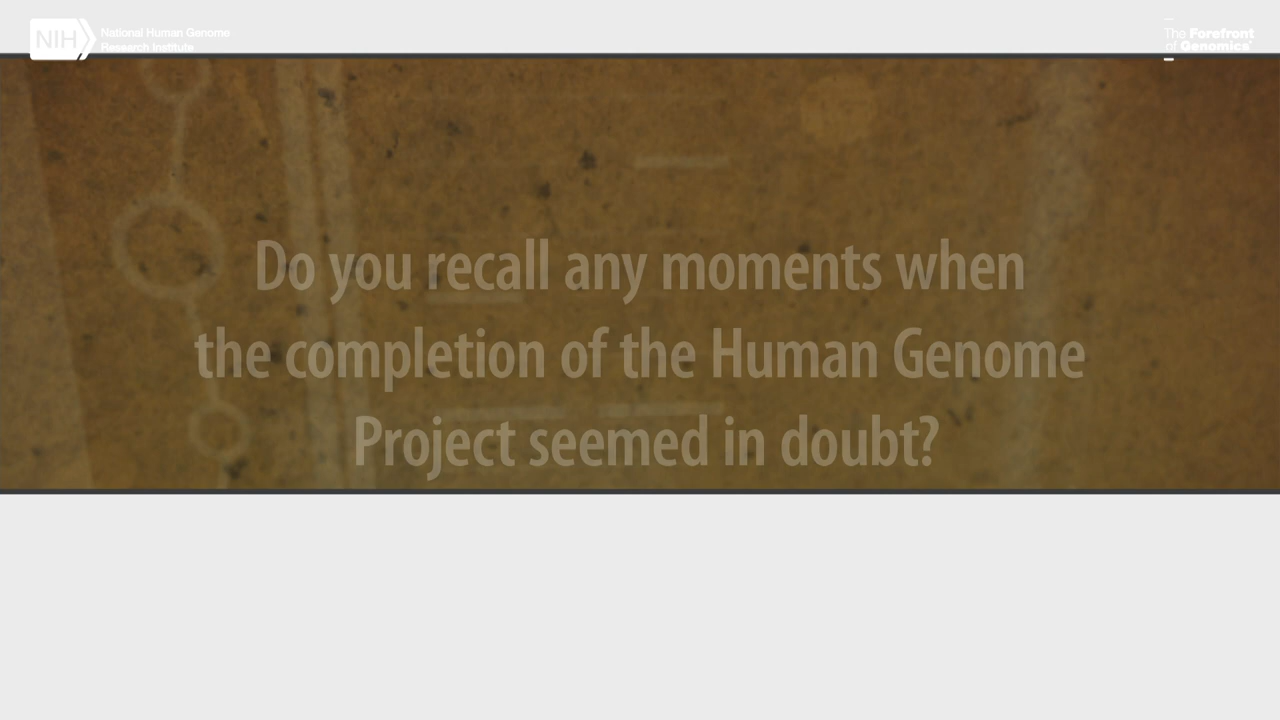 NIH
National Human Genome
Research Institute
The Forefront
of Genomics®
Do you recall any moments when
the completion of the Human Genome
Project seemed in doubt?